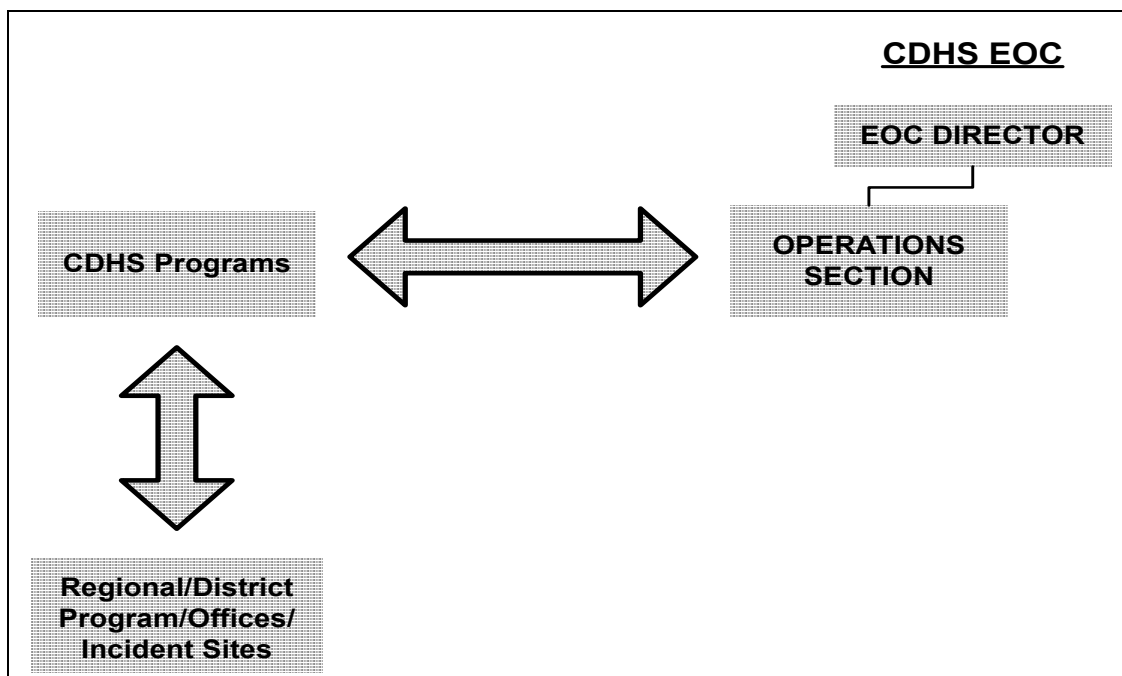 CDHS EOC
EOC DIRECTOR
CDHS Programs
OPERATIONS
SECTION
Regional/District
Program/Offices/
Incident Sites